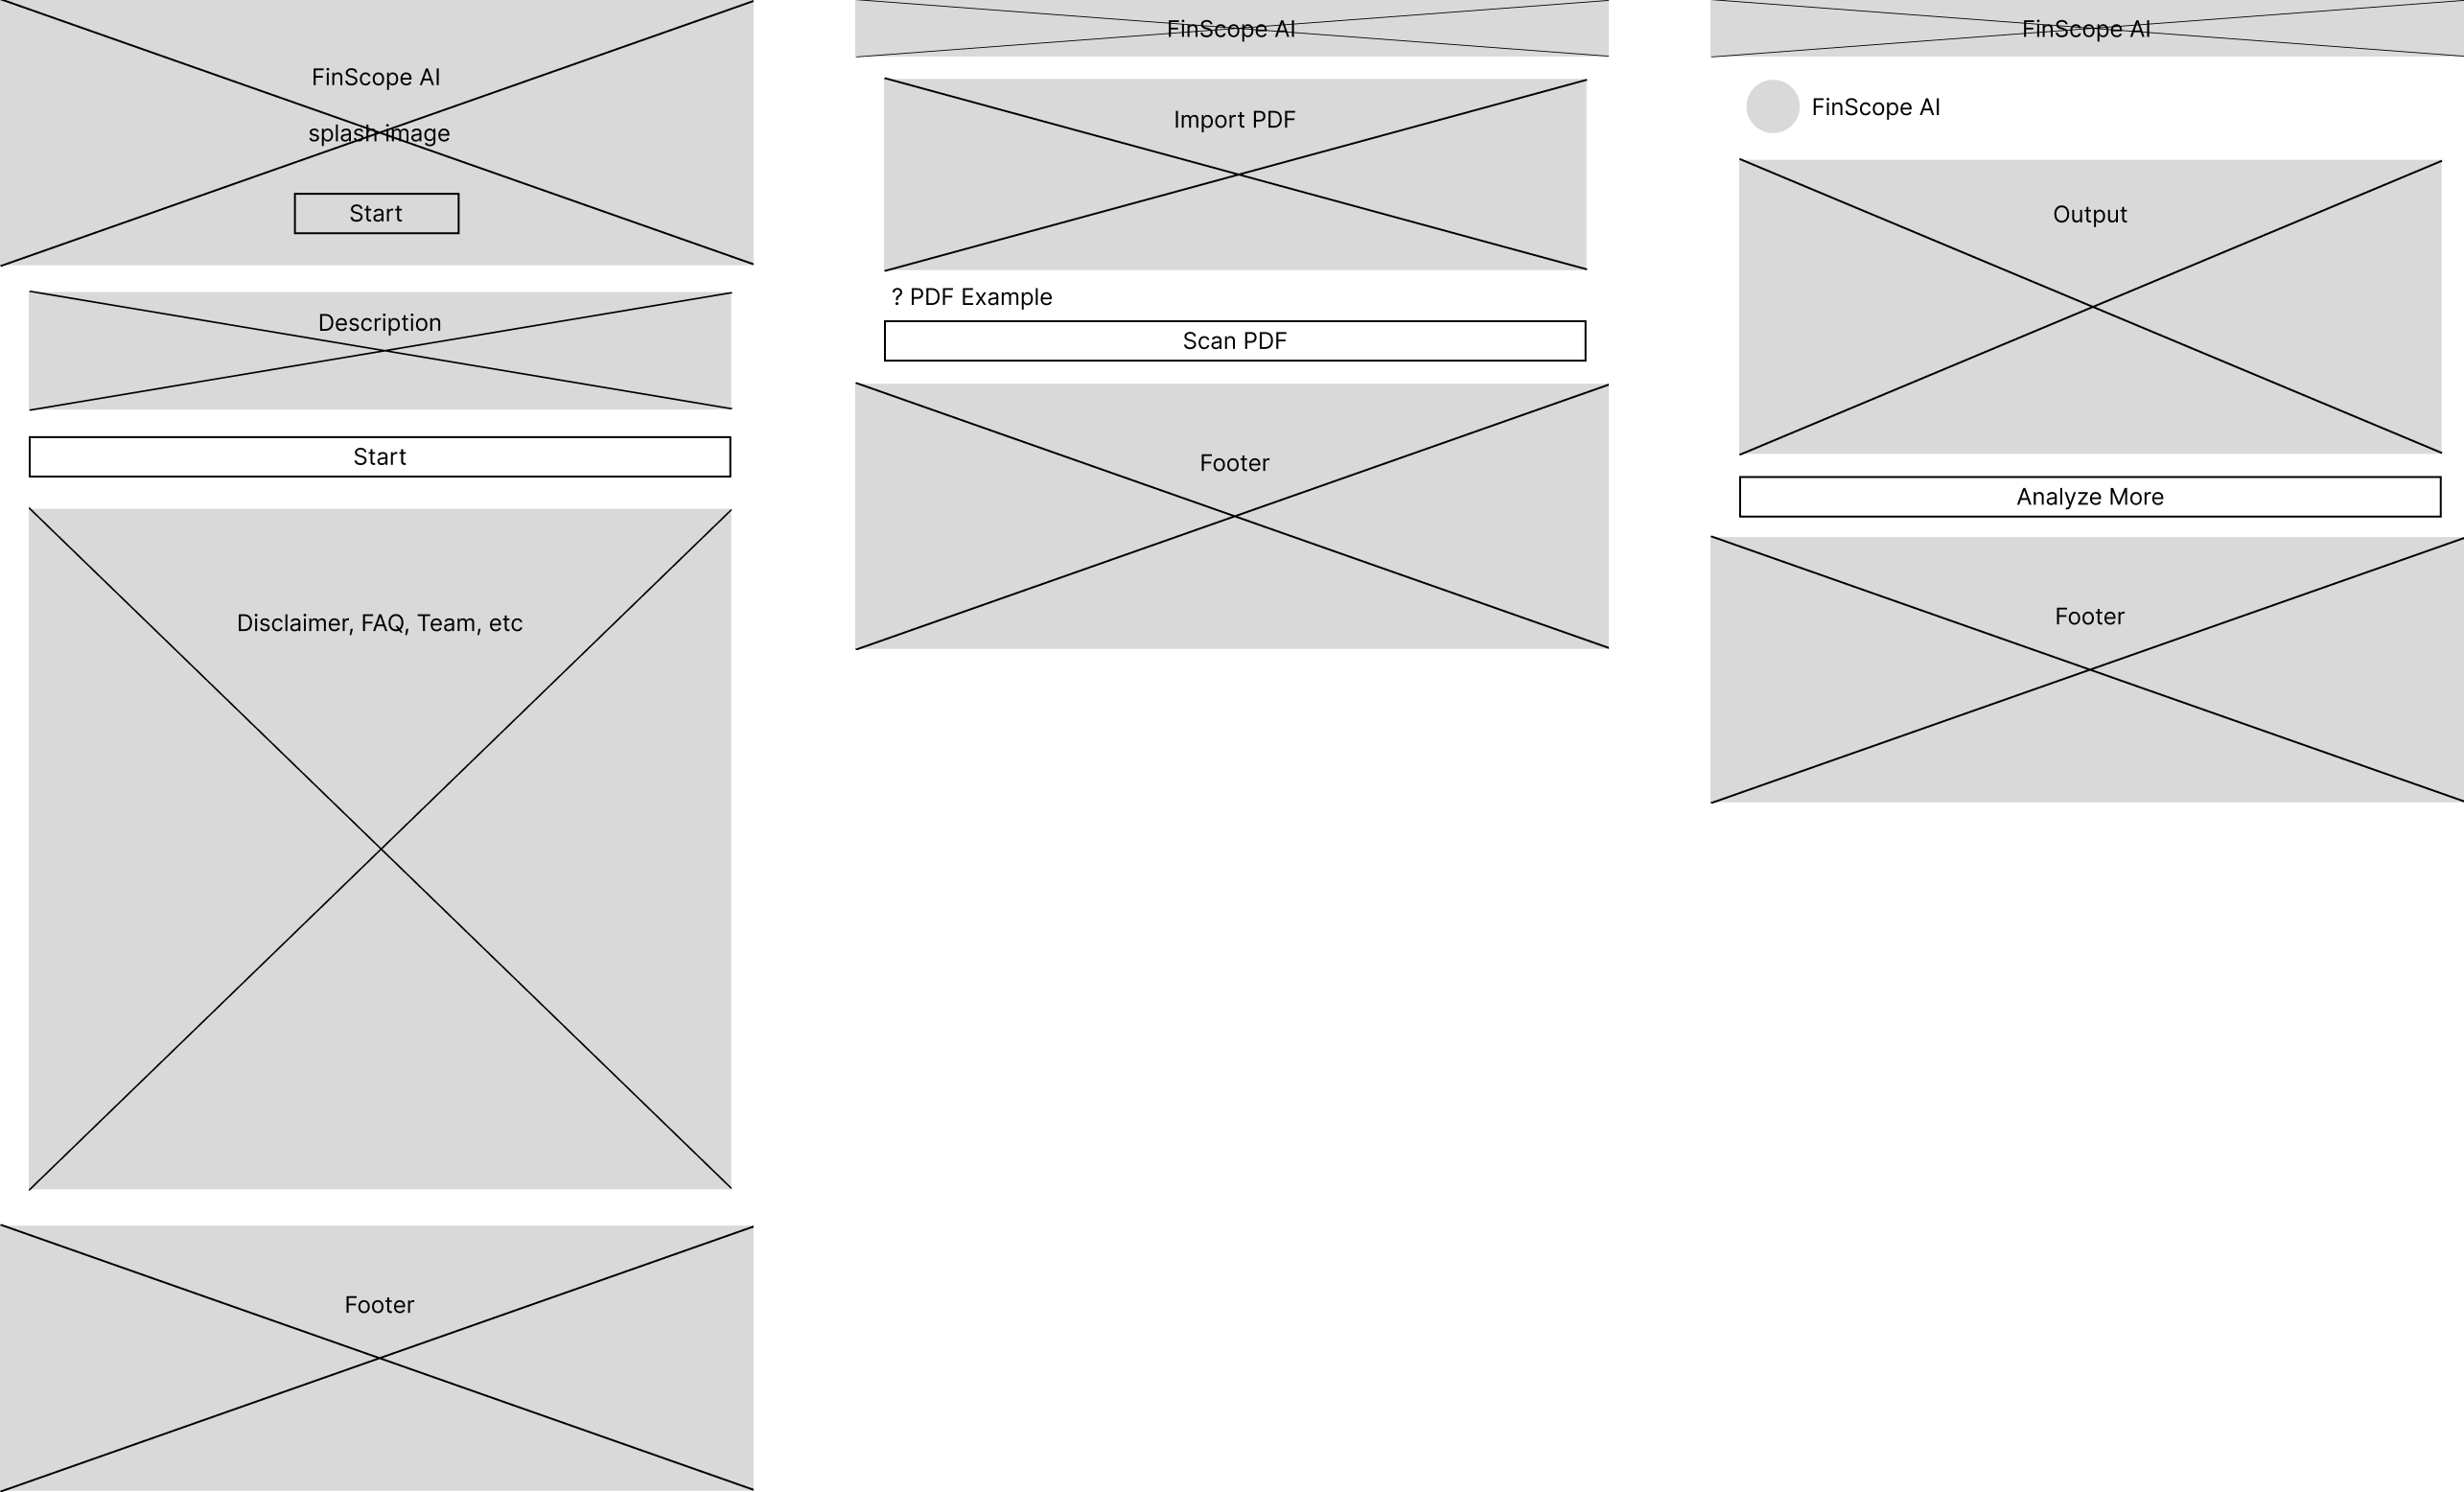 FinScope AI
splash image
Start
Description
Start
Disclaimer, FAQ, Team, etc
Footer
FinScope AI
Import PDF
? PDF Example
Scan PDF
Footer
FinScope AI
FinScope AI
Output
Analyze More
Footer